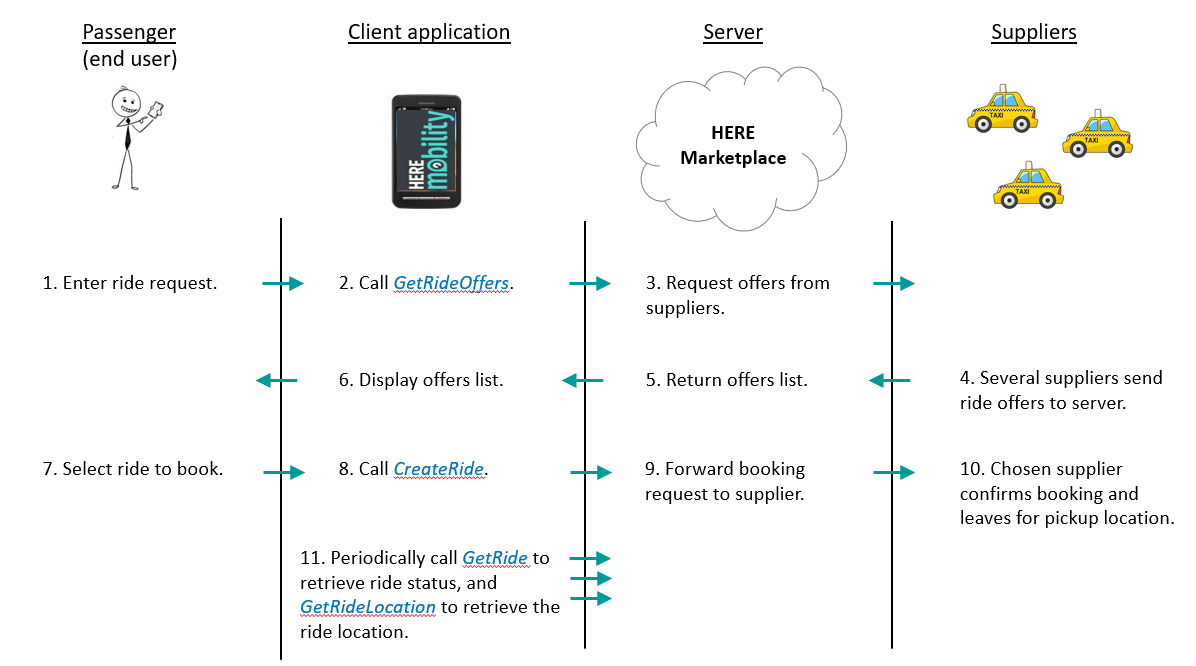 Passenger
(end user)
Client application
Server
Suppliers
HERE
mobility
HERE
Marketplace
TAXI
TAXI
TAXI
1. Enter ride request.
2. Call GetRideOffers.
3. Request offers from
suppliers.
6. Display offers list.
5. Return offers list.
4. Several suppliers send
ride offers to server.
7. Select ride to book.
8. Call CreateRide.
9. Forward booking
request to supplier.
10. Chosen supplier
confirms booking and
leaves for pickup location.
11. Periodically call GetRide to
retrieve ride status, and
GetRideLocation to retrieve the
ride location.